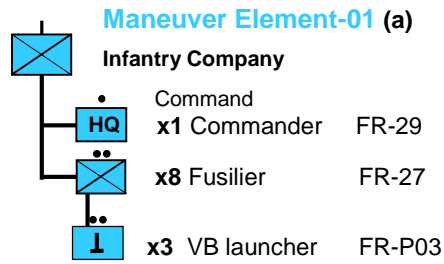 Maneuver Element-01 (a)
Infantry Company
Command
HQ x1 Commander FR-29
x8 Fusilier FR-27
x3 VB launcher FR-P03